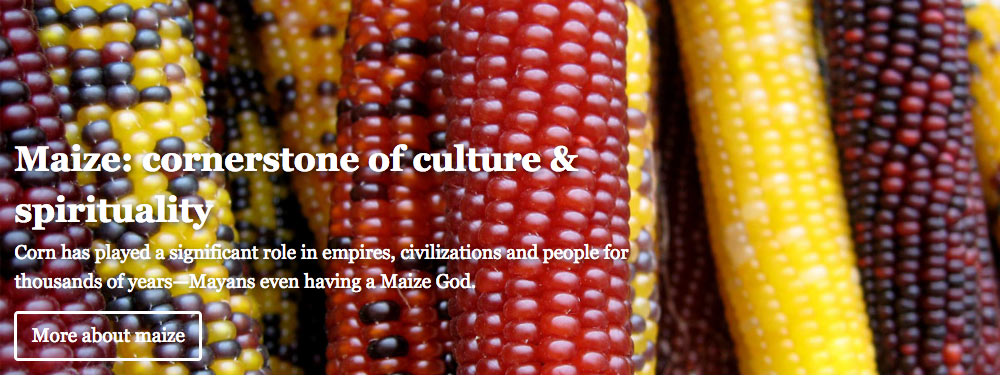 Maize: cornerstone of culture &
spirituality
Corn has played a significant role in empires, civilizations and people for
thousands of years—Mayans even having a Maize God.
More about maize